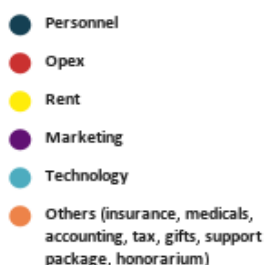 Personnel
Opex
Rent
Marketing
Technology
Others (insurance, medicals,
accounting, tax, gifts, support
package, honorarium)